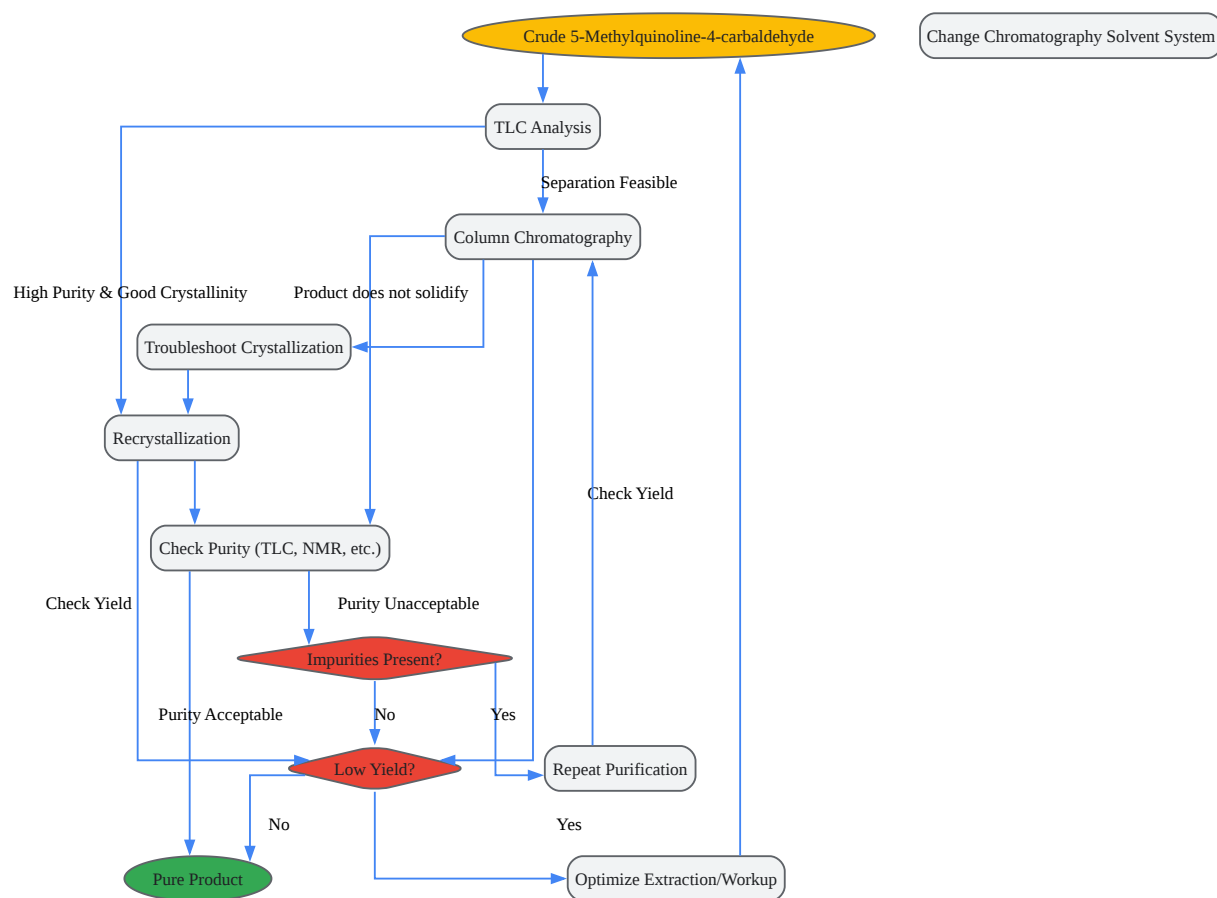 Crude 5-Methylquinoline-4-carbaldehyde
Change Chromatography Solvent System
TLC Analysis
Separation Feasible
Column Chromatography
High Purity & Good Crystallinity
Product does not solidify
Troubleshoot Crystallization
Recrystallization
Check Yield
Check Purity (TLC, NMR, etc.)
Check Yield
Purity Unacceptable
Impurities Present?
Purity Acceptable
No
Yes
Low Yield?
Repeat Purification
No
Yes
Pure Product
Optimize Extraction/Workup